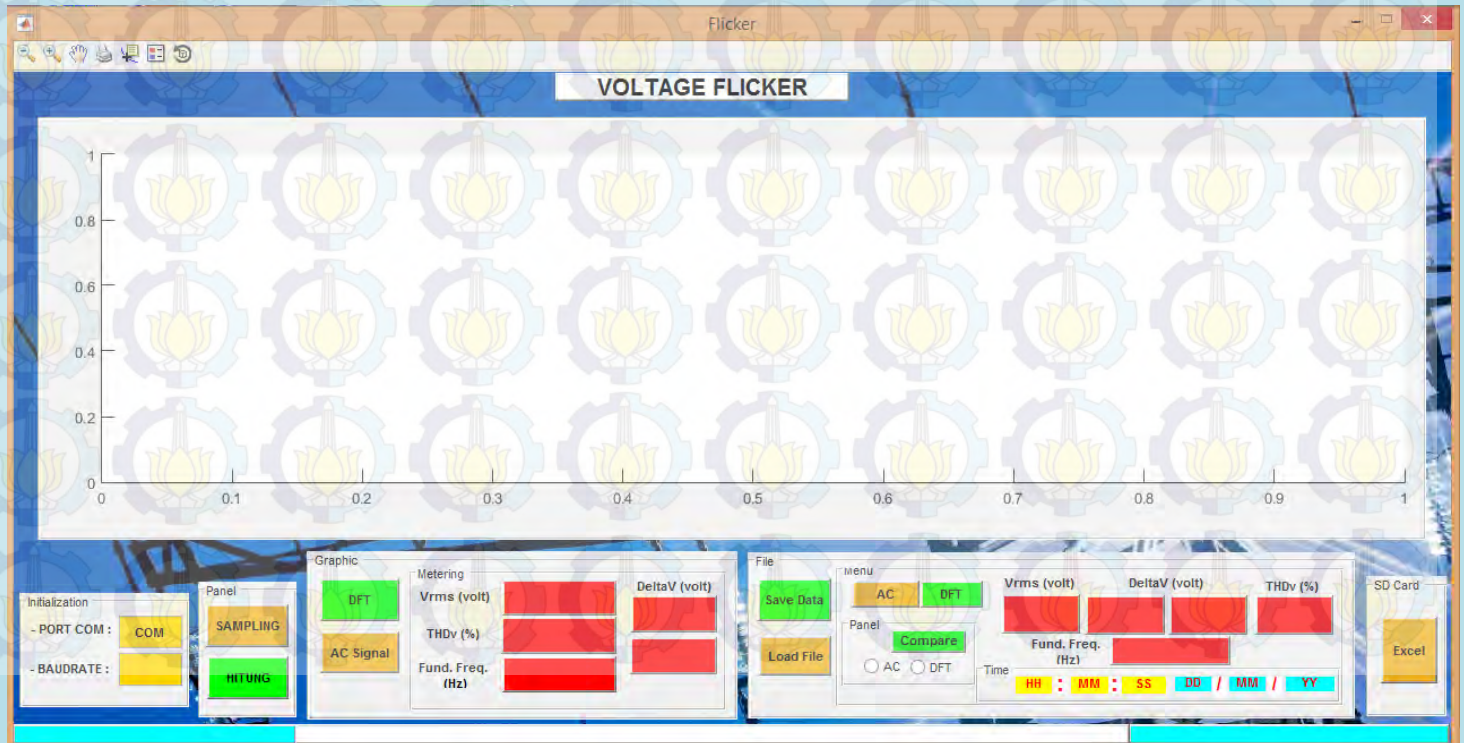 Flicker
VOLTAGE FLICKER
1
0.8
0.6
0.4
0.2
0
0 0.1 0.2 0.3 0.4 0.5 0.6 0.7 0.8 0.9 1
Initialization
- PORT COM : COM
- BAUDRATE :
Panel
SAMPLING
HITUNG
Graphic
DFT
AC Signal
Metering
Vrms (volt)
THDv (%)
Fund. Freq.
(Hz)
DeltaV (volt)
File
Save Data
Load File
Menu
AC DFT
Panel
Compare
AC DFT
Vrms (volt) DeltaV (volt) THDv (%)
Fund. Freq.
(Hz)
Time
HH : MM : SS DD / MM / YY
SD Card
Excel